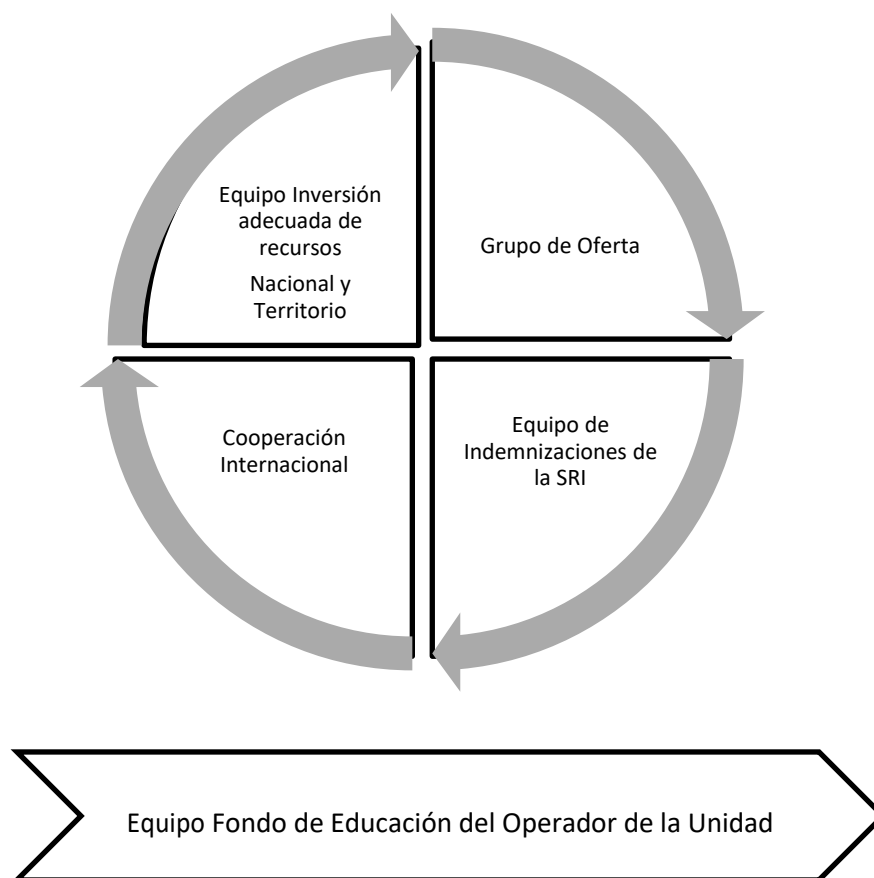 Equipo Inversión
adecuada de
recursos
Nacional y
Territorio
Grupo de Oferta
Cooperación
Internacional
Equipo de
Indemnizaciones de
la SRI
Equipo Fondo de Educación del Operador de la Unidad